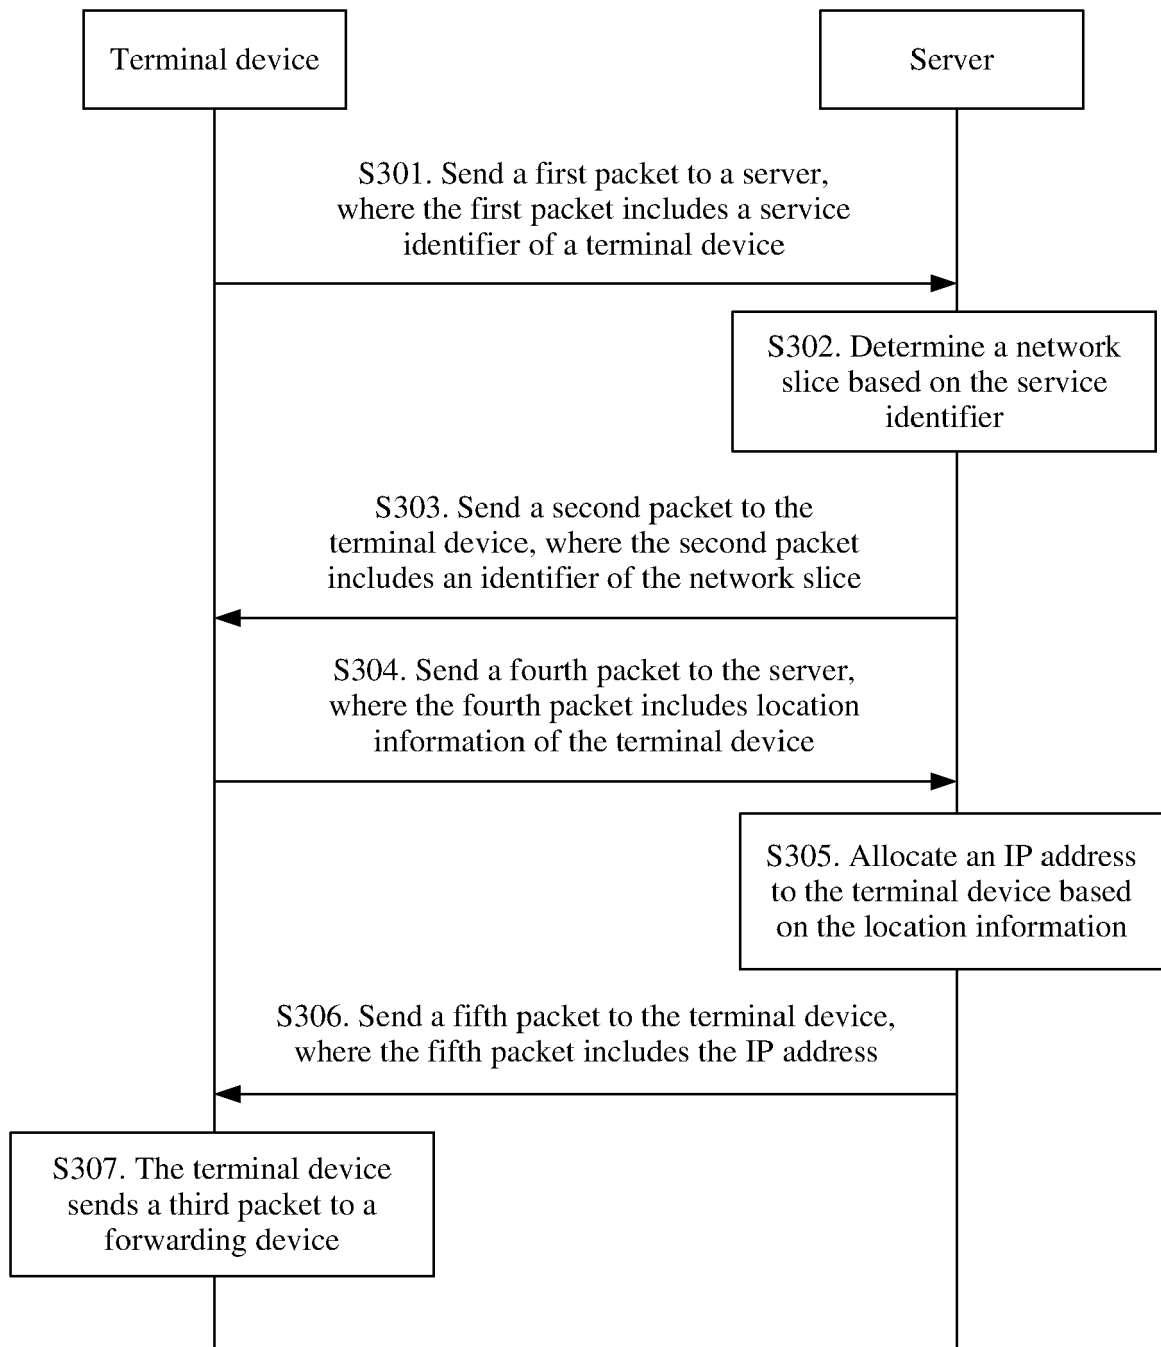 Terminal device
Server
S301. Send a first packet to a server,
where the first packet includes a service
identifier of a terminal device
S302. Determine a network
slice based on the service
identifier
S303. Send a second packet to the
terminal device, where the second packet
includes an identifier of the network slice
S304. Send a fourth packet to the server,
where the fourth packet includes location
information of the terminal device
S305. Allocate an IP address
to the terminal device based
on the location information
S306. Send a fifth packet to the terminal device,
where the fifth packet includes the IP address
S307. The terminal device
sends a third packet to a
forwarding device